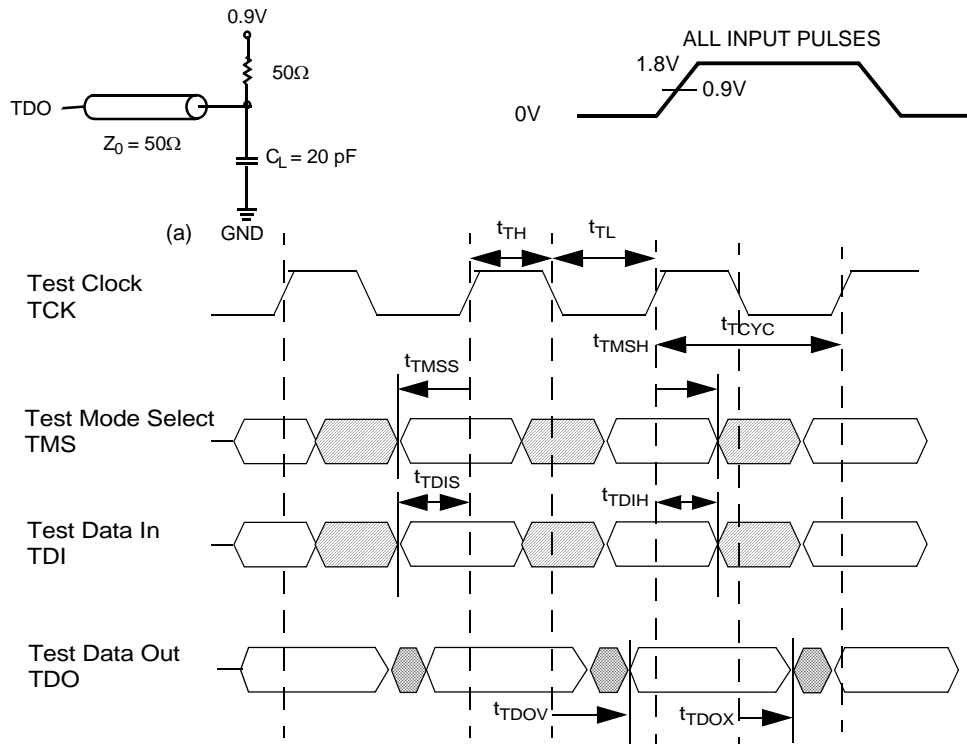 0.9V
ALL INPUT PULSES
50Ω
1.8V
0.9V
TDO
0V
Z0 = 50Ω
CL = 20 pF
(a)
GND
tTH
tTL
Test Clock
TCK
tTCYC
tTMSH
tTMSS
Test Mode Select
TMS
tTDIS
tTDIH
Test Data In
TDI
Test Data Out
TDO
tTDOV
tTDOX